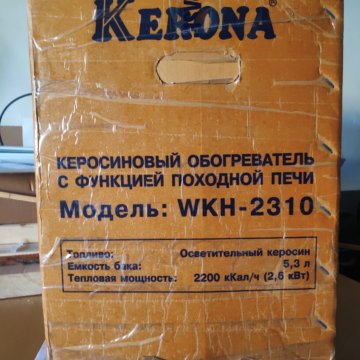 KERONA
КЕРОСИНОВЫЙ ОБОГРЕВАТЕЛЬ
С ФУНКЦИЕЙ ПОХОДНОЙ ПЕЧИ
Модель: WKH-2310
Топливо: Осветительный керосин
Емкость бака: 5,3 л
Тепловая мощность: 2200 кКал/ч (2,6 кВт)